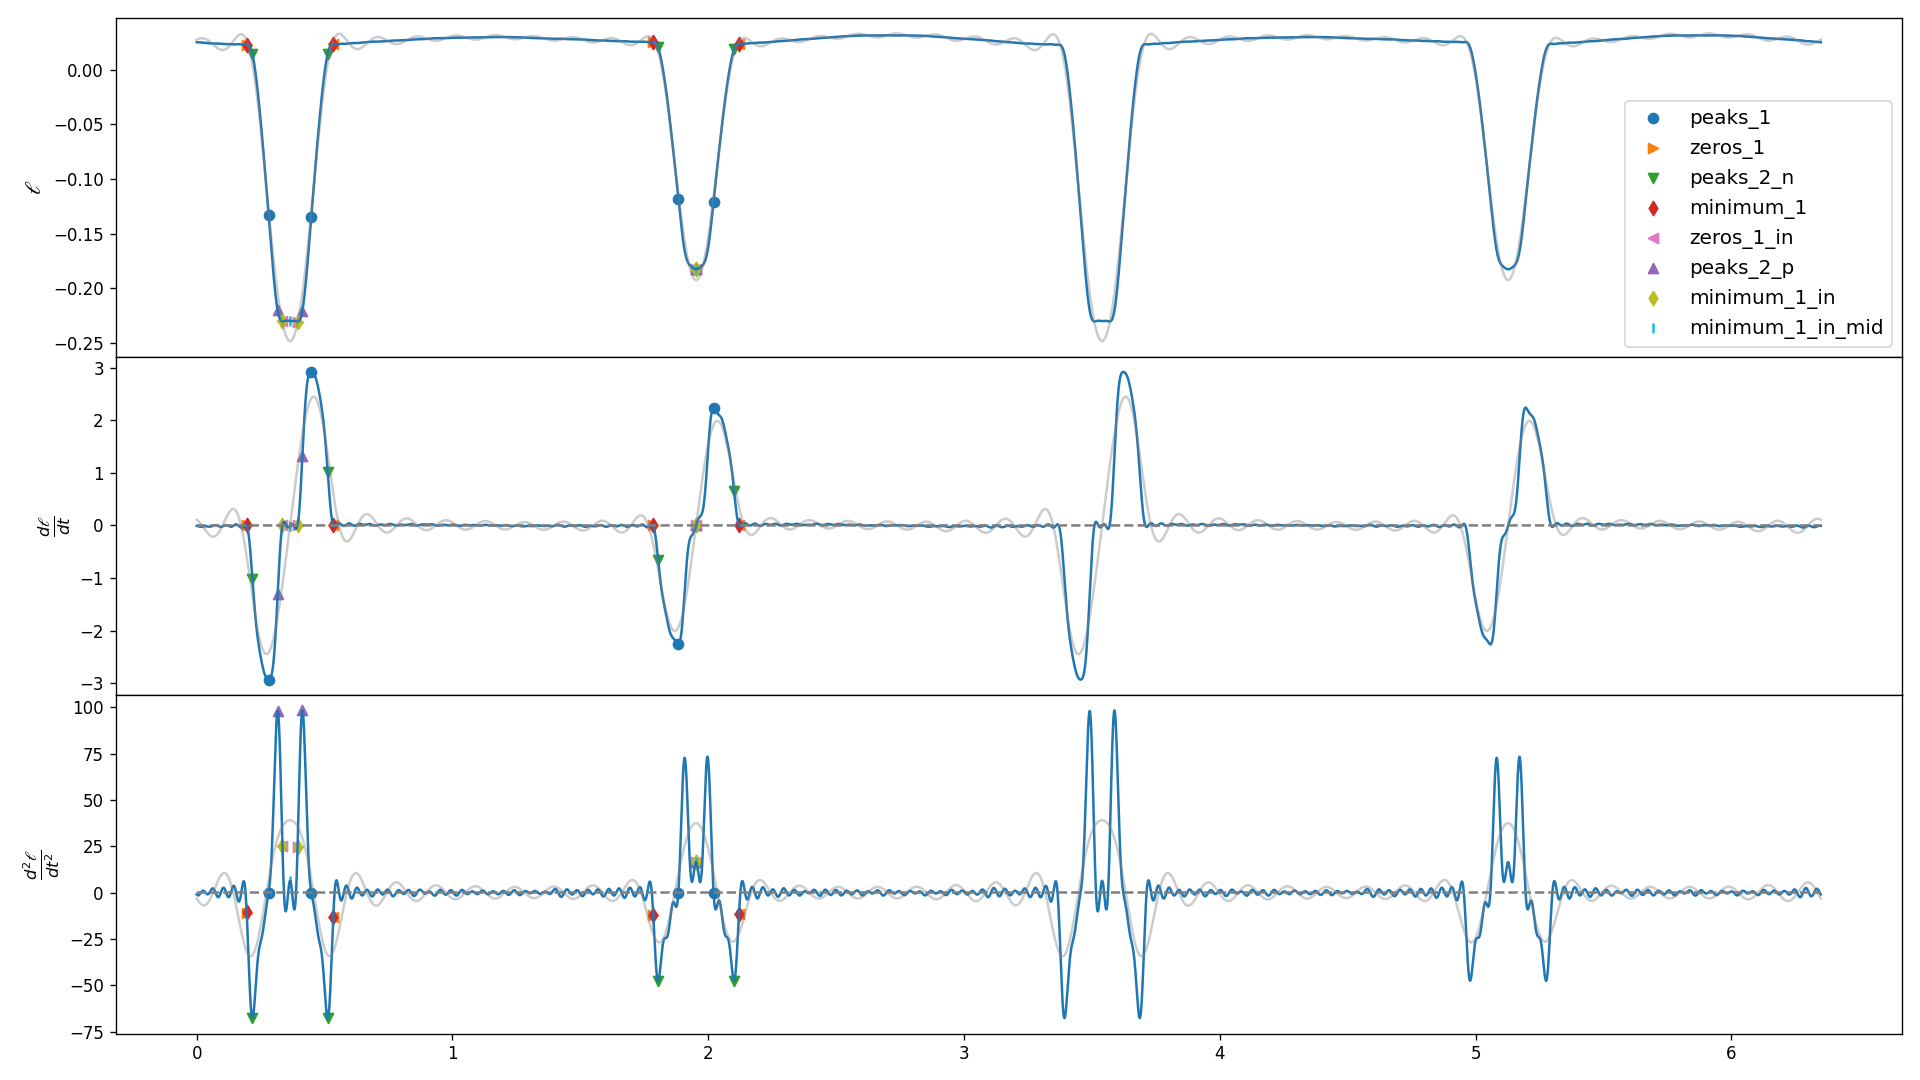 0.00
−0.05
−0.10
−0.15
−0.20
−0.25
ℓ
peaks_1
zeros_1
peaks_2_n
minimum_1
zeros_1_in
peaks_2_p
minimum_1_in
minimum_1_in_mid
3
2
1
0
−1
−2
−3
dℓ
dt
100
75
50
25
0
−25
−50
−75
d²ℓ
dt²
0 1 2 3 4 5 6